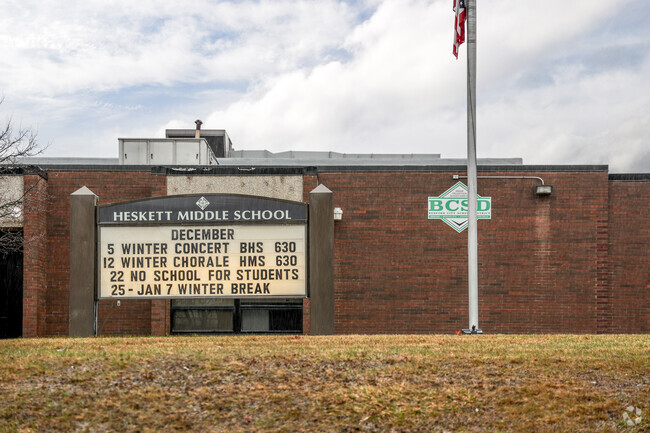 HESKETT MIDDLE SCHOOL
DECEMBER
5 WINTER CONCERT BHS 630
12 WINTER CHORALE HMS 630
22 NO SCHOOL FOR STUDENTS
25 - JAN 7 WINTER BREAK
BCSD